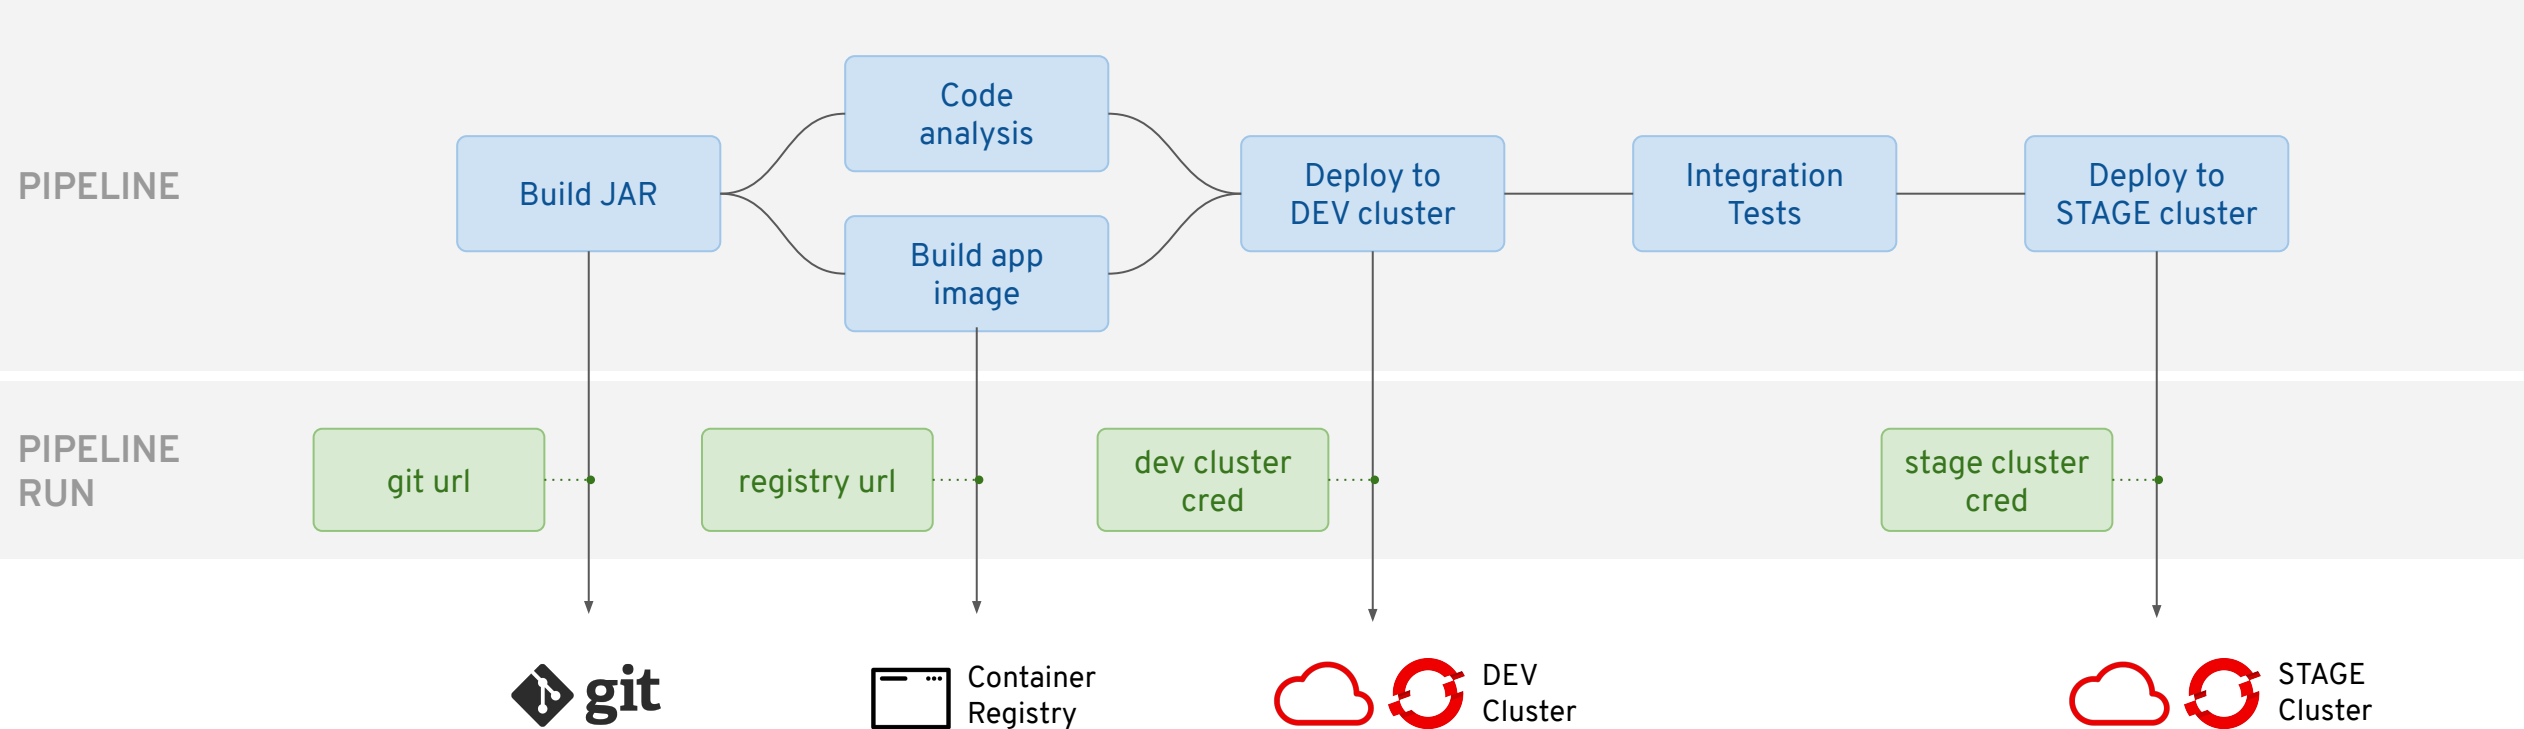 PIPELINE
Build JAR
Code
analysis
Build app
image
Deploy to
DEV cluster
Integration
Tests
Deploy to
STAGE cluster
PIPELINE
RUN
git url
registry url
dev cluster
cred
stage cluster
cred
git
Container
Registry
DEV
Cluster
STAGE
Cluster